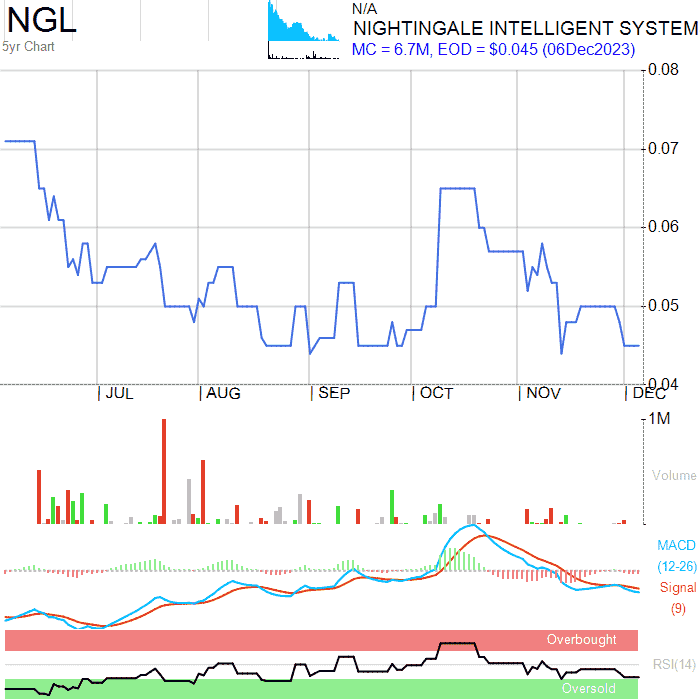 NGL
5yr Chart
N/A
NIGHTINGALE INTELLIGENT SYSTEM
MC = 6.7M, EOD = $0.045 (06Dec2023)
0.08
0.07
0.06
0.05
0.04
JUL
AUG
SEP
OCT
NOV
DEC
1M
Volume
MACD
(12-26)
Signal
(9)
Overbought
RSI(14)
Oversold